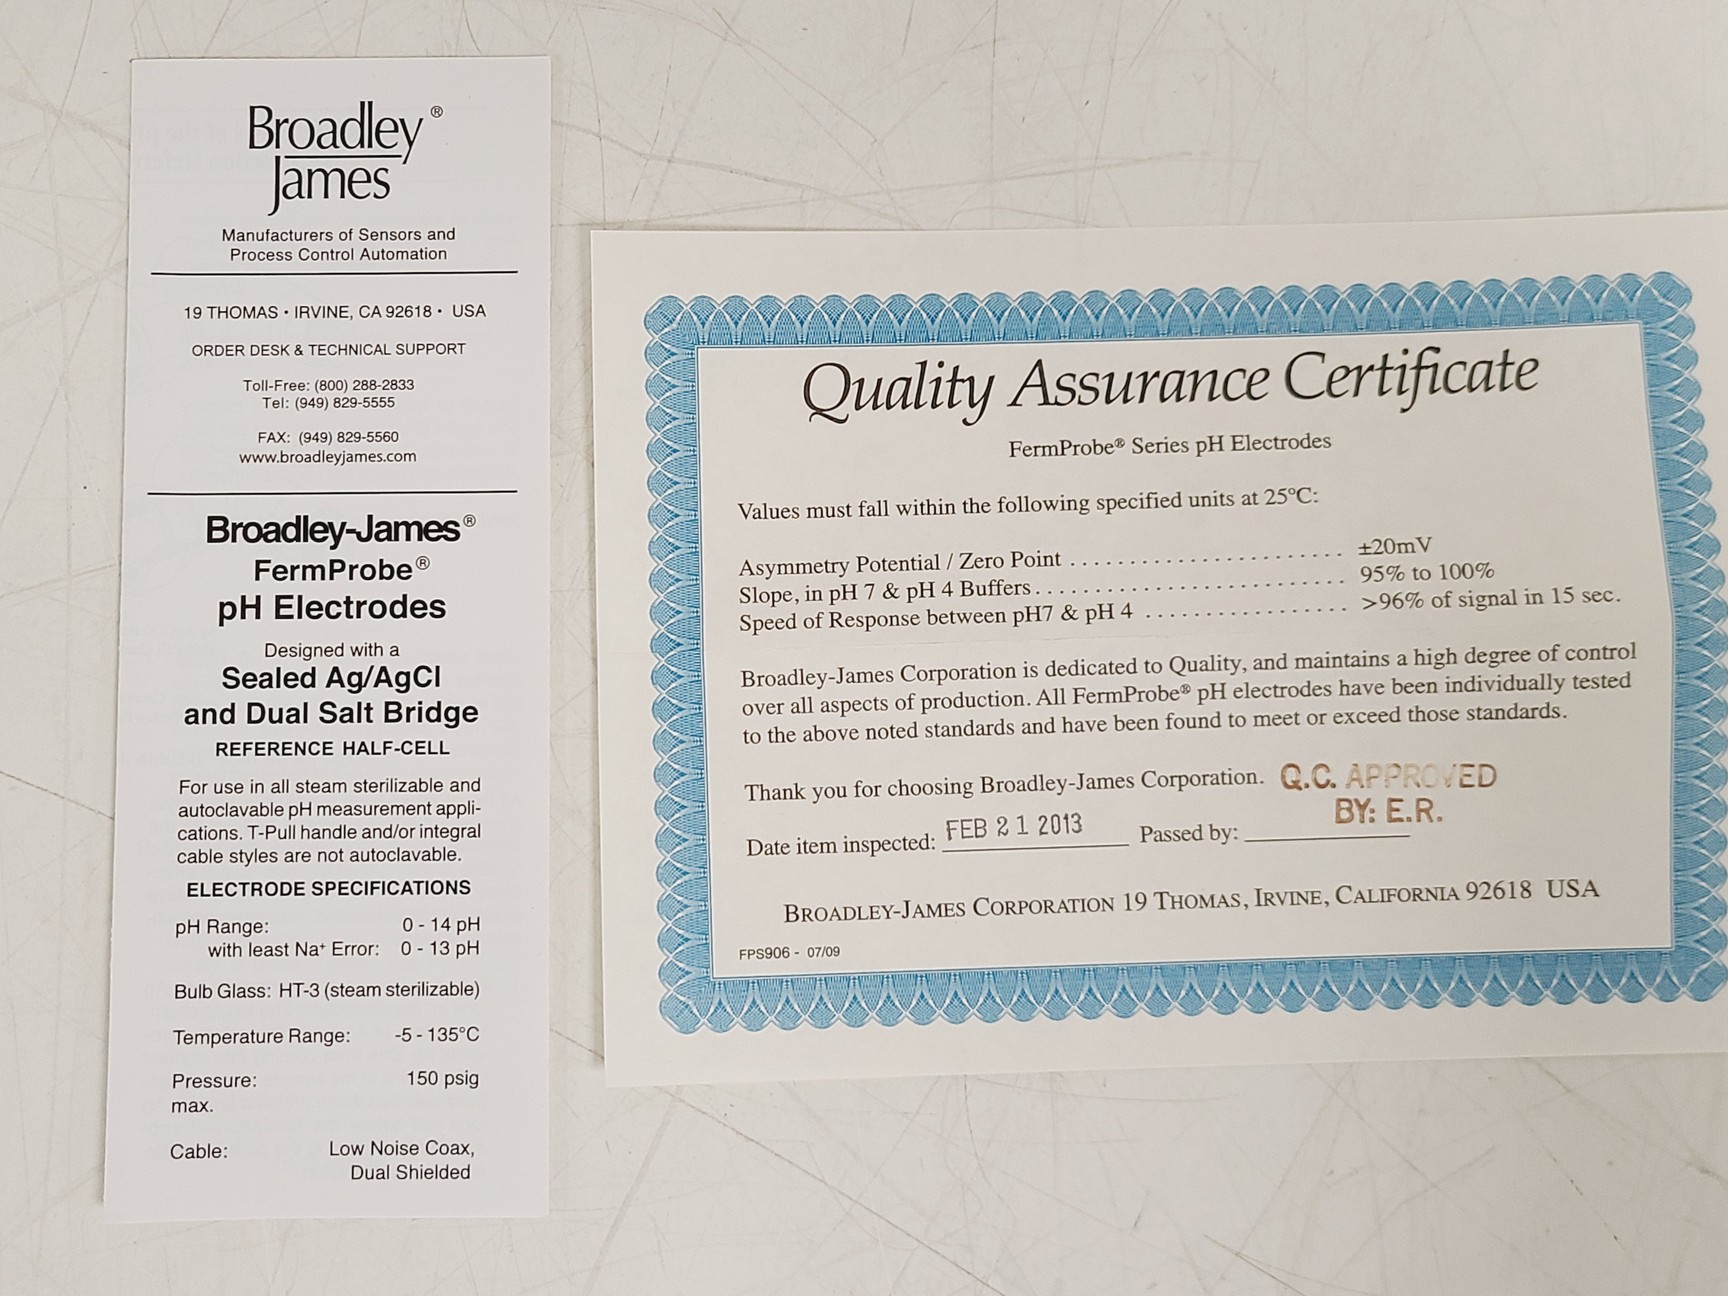 Broadley®
James
Manufacturers of Sensors and
Process Control Automation
19 THOMAS • IRVINE, CA 92618 • USA
ORDER DESK & TECHNICAL SUPPORT
Toll-Free: (800) 288-2833
Tel: (949) 829-5555
FAX: (949) 829-5560
www.broadleyjames.com
Broadley-James®
FermProbe®
pH Electrodes
Designed with a
Sealed Ag/AgCl
and Dual Salt Bridge
REFERENCE HALF-CELL
For use in all steam sterilizable and
autoclavable pH measurement appli-
cations. T-Pull handle and/or integral
cable styles are not autoclavable.
ELECTRODE SPECIFICATIONS
pH Range: 0 - 14 pH
with least Na⁺ Error: 0 - 13 pH
Bulb Glass: HT-3 (steam sterilizable)
Temperature Range: -5 - 135°C
Pressure: 150 psig
max.
Cable: Low Noise Coax,
Dual Shielded
Quality Assurance Certificate
FermProbe® Series pH Electrodes
Values must fall within the following specified units at 25°C:
Asymmetry Potential / Zero Point ........................ ±20mV
Slope, in pH 7 & pH 4 Buffers ........................... 95% to 100%
Speed of Response between pH7 & pH 4 .................. >96% of signal in 15 sec.
Broadley-James Corporation is dedicated to Quality, and maintains a high degree of control
over all aspects of production. All FermProbe® pH electrodes have been individually tested
to the above noted standards and have been found to meet or exceed those standards.
Thank you for choosing Broadley-James Corporation. Q.C. APPROVED
BY: E.R.
Date item inspected: FEB 21 2013 Passed by:
BROADLEY-JAMES CORPORATION 19 THOMAS, IRVINE, CALIFORNIA 92618 USA
FPS906 - 07/09